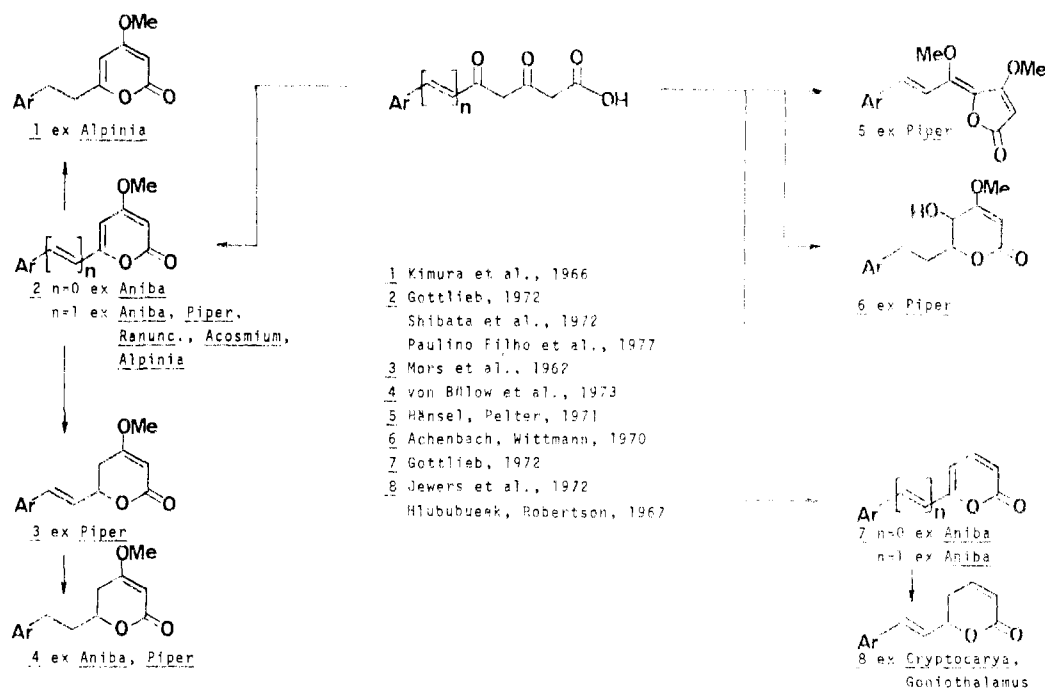 OMe
Ar
O
O
1 ex Alpinia
OMe
Ar
n
O
O
2 n=0 ex Aniba
n=1 ex Aniba, Piper,
Ranunc., Acosmium,
Alpinia
OMe
Ar
O
O
3 ex Piper
OMe
Ar
O
O
4 ex Aniba, Piper
O
O
O
Ar
n
OH
1 Kimura et al., 1966
2 Gottlieb, 1972
Shibata et al., 1972
Paulino Filho et al., 1977
3 Mors et al., 1962
4 von Bülow et al., 1973
5 Hänsel, Pelter, 1971
6 Achenbach, Wittmann, 1970
7 Gottlieb, 1972
8 Jewers et al., 1972
Robertson, 1967
MeO
OMe
Ar
O
O
5 ex Piper
OMe
HO
Ar
O
O
6 ex Piper
Ar
n
O
O
7 n=0 ex Aniba
n=1 ex Aniba
Ar
O
O
8 ex Cryptocarya,
Goniothalamus